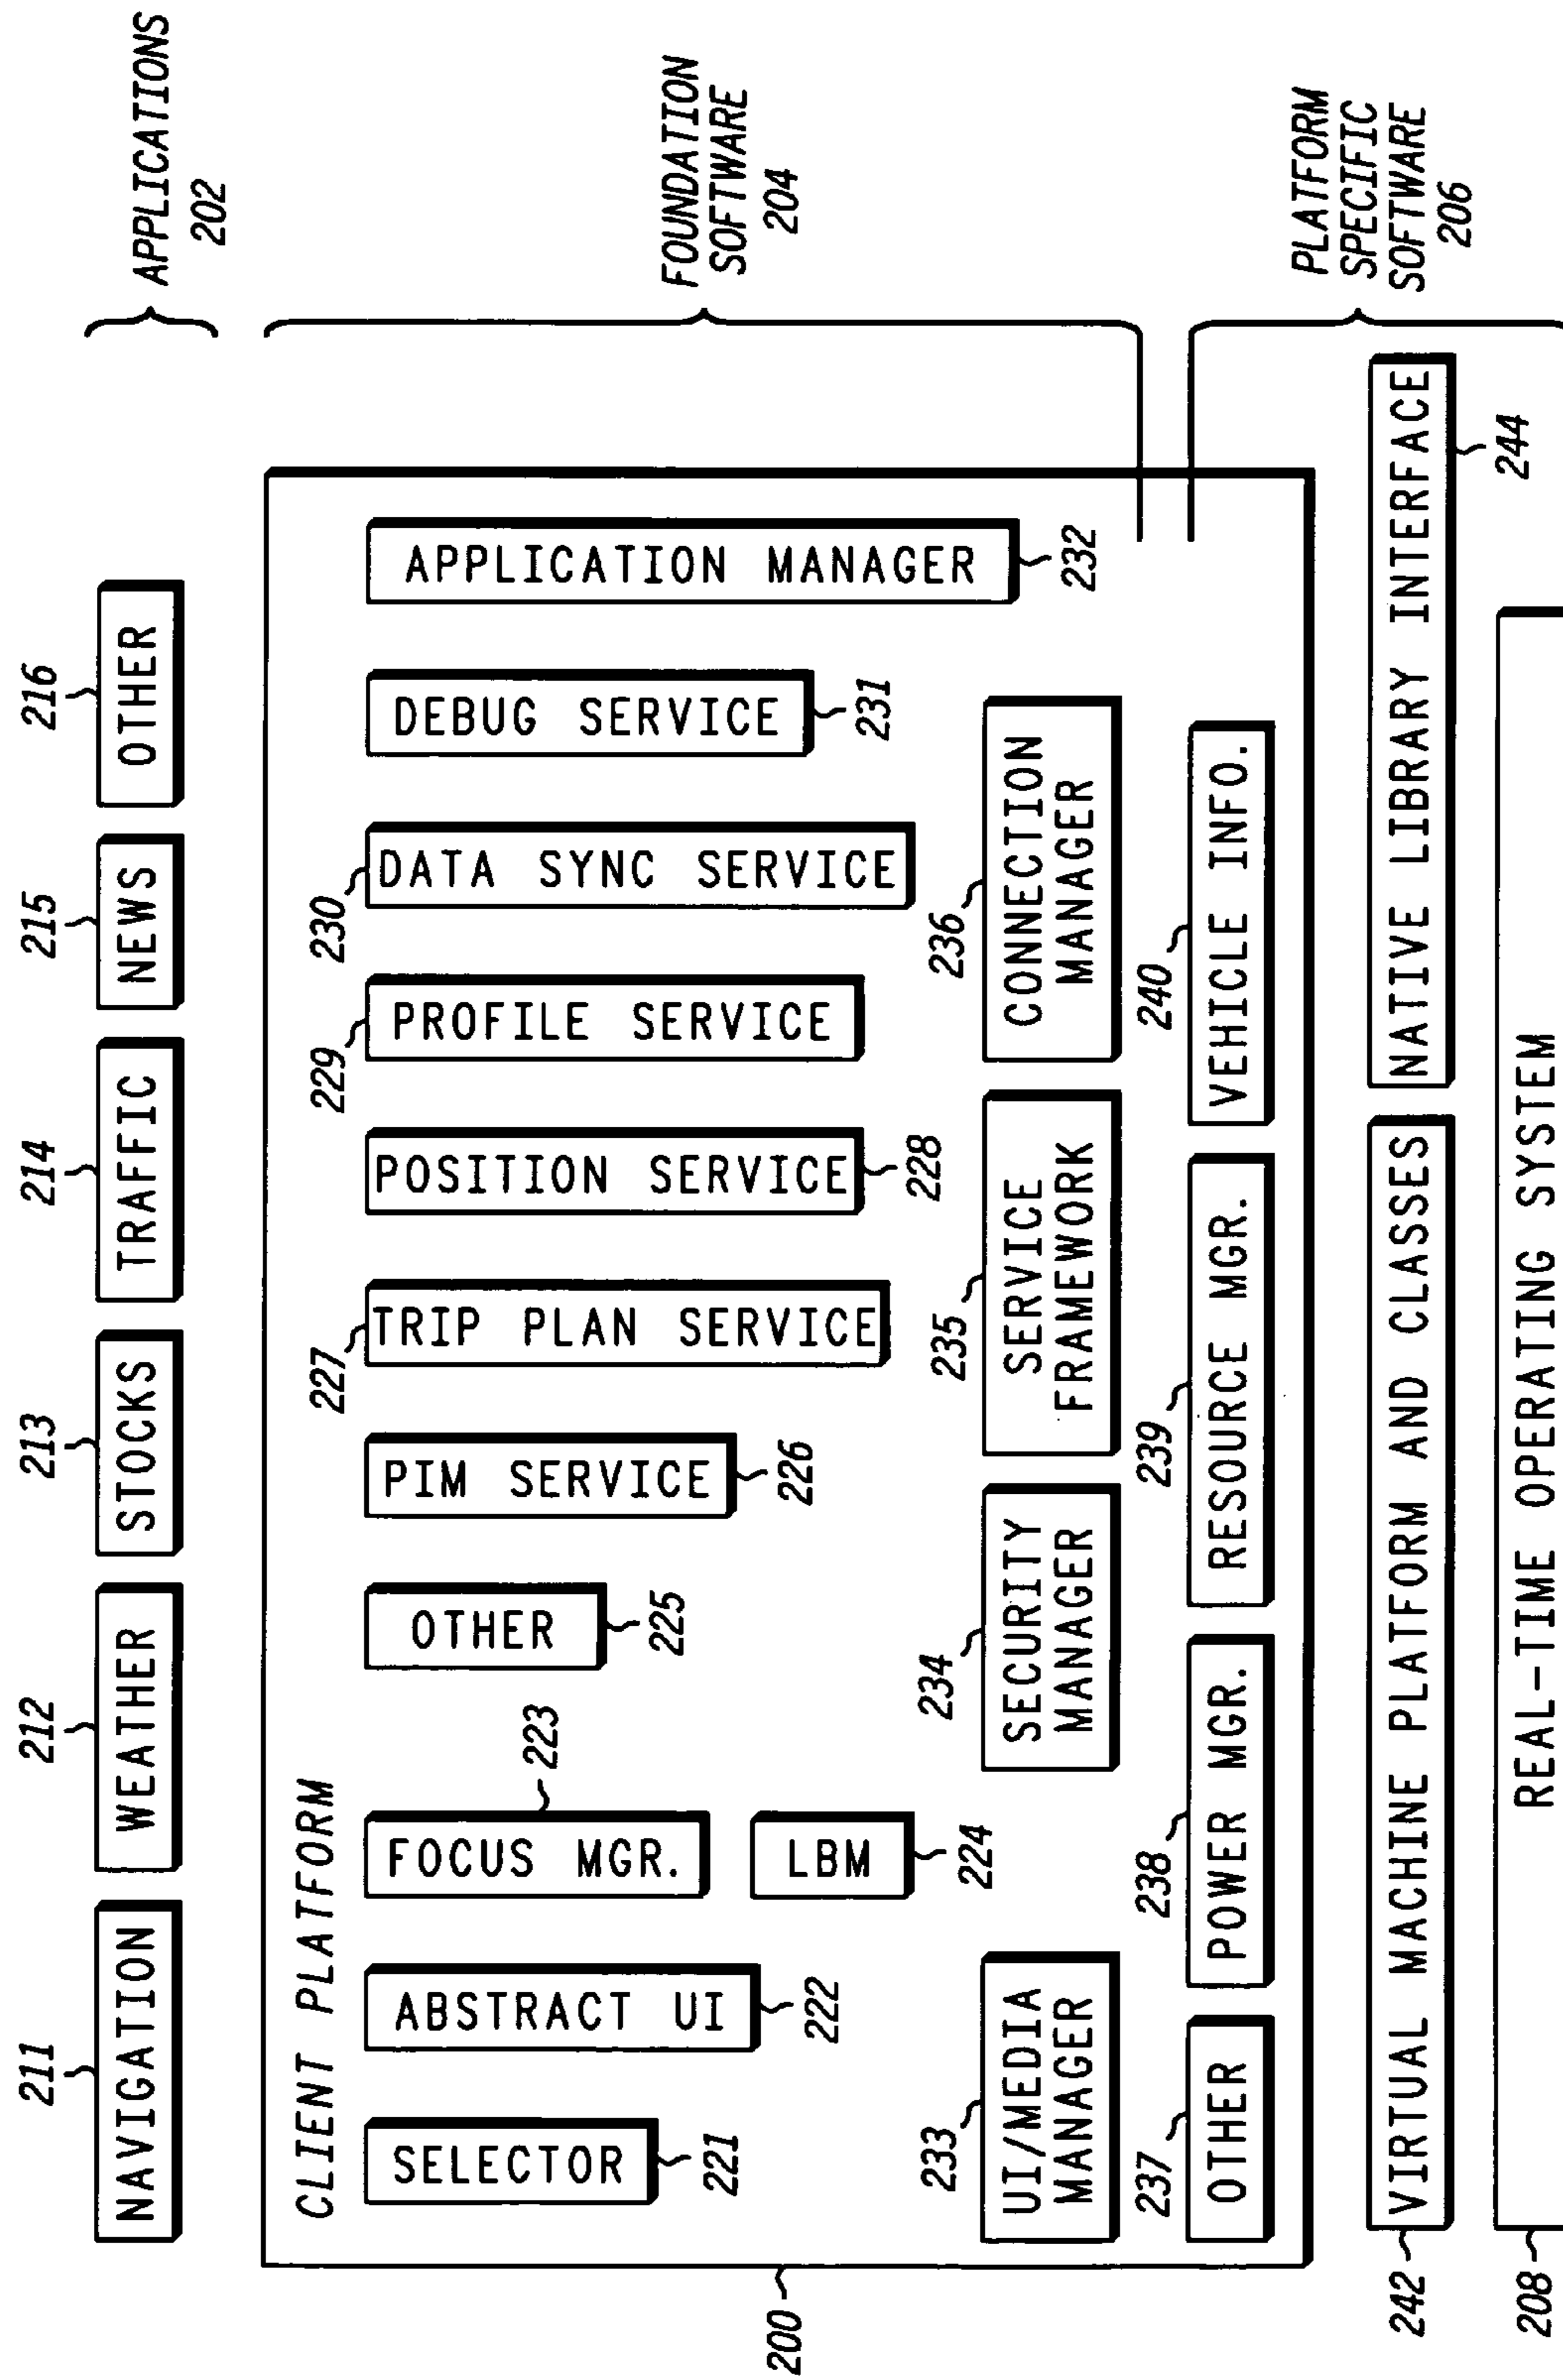 211
212
213
214
215
216
NAVIGATION
WEATHER
STOCKS
TRAFFIC
NEWS
OTHER
APPLICATIONS
202
CLIENT PLATFORM
200
227
229
230
SELECTOR
ABSTRACT UI
FOCUS MGR.
OTHER
PIM SERVICE
TRIP PLAN SERVICE
POSITION SERVICE
PROFILE SERVICE
DATA SYNC SERVICE
DEBUG SERVICE
APPLICATION MANAGER
221
222
223
225
226
228
231
232
LBM
224
FOUNDATION
SOFTWARE
204
233
234
235
236
UI/MEDIA
MANAGER
SECURITY
MANAGER
SERVICE
FRAMEWORK
CONNECTION
MANAGER
237
238
239
240
OTHER
POWER MGR.
RESOURCE MGR.
VEHICLE INFO.
PLATFORM
SPECIFIC
SOFTWARE
206
242
VIRTUAL MACHINE PLATFORM AND CLASSES
NATIVE LIBRARY INTERFACE
244
208
REAL-TIME OPERATING SYSTEM